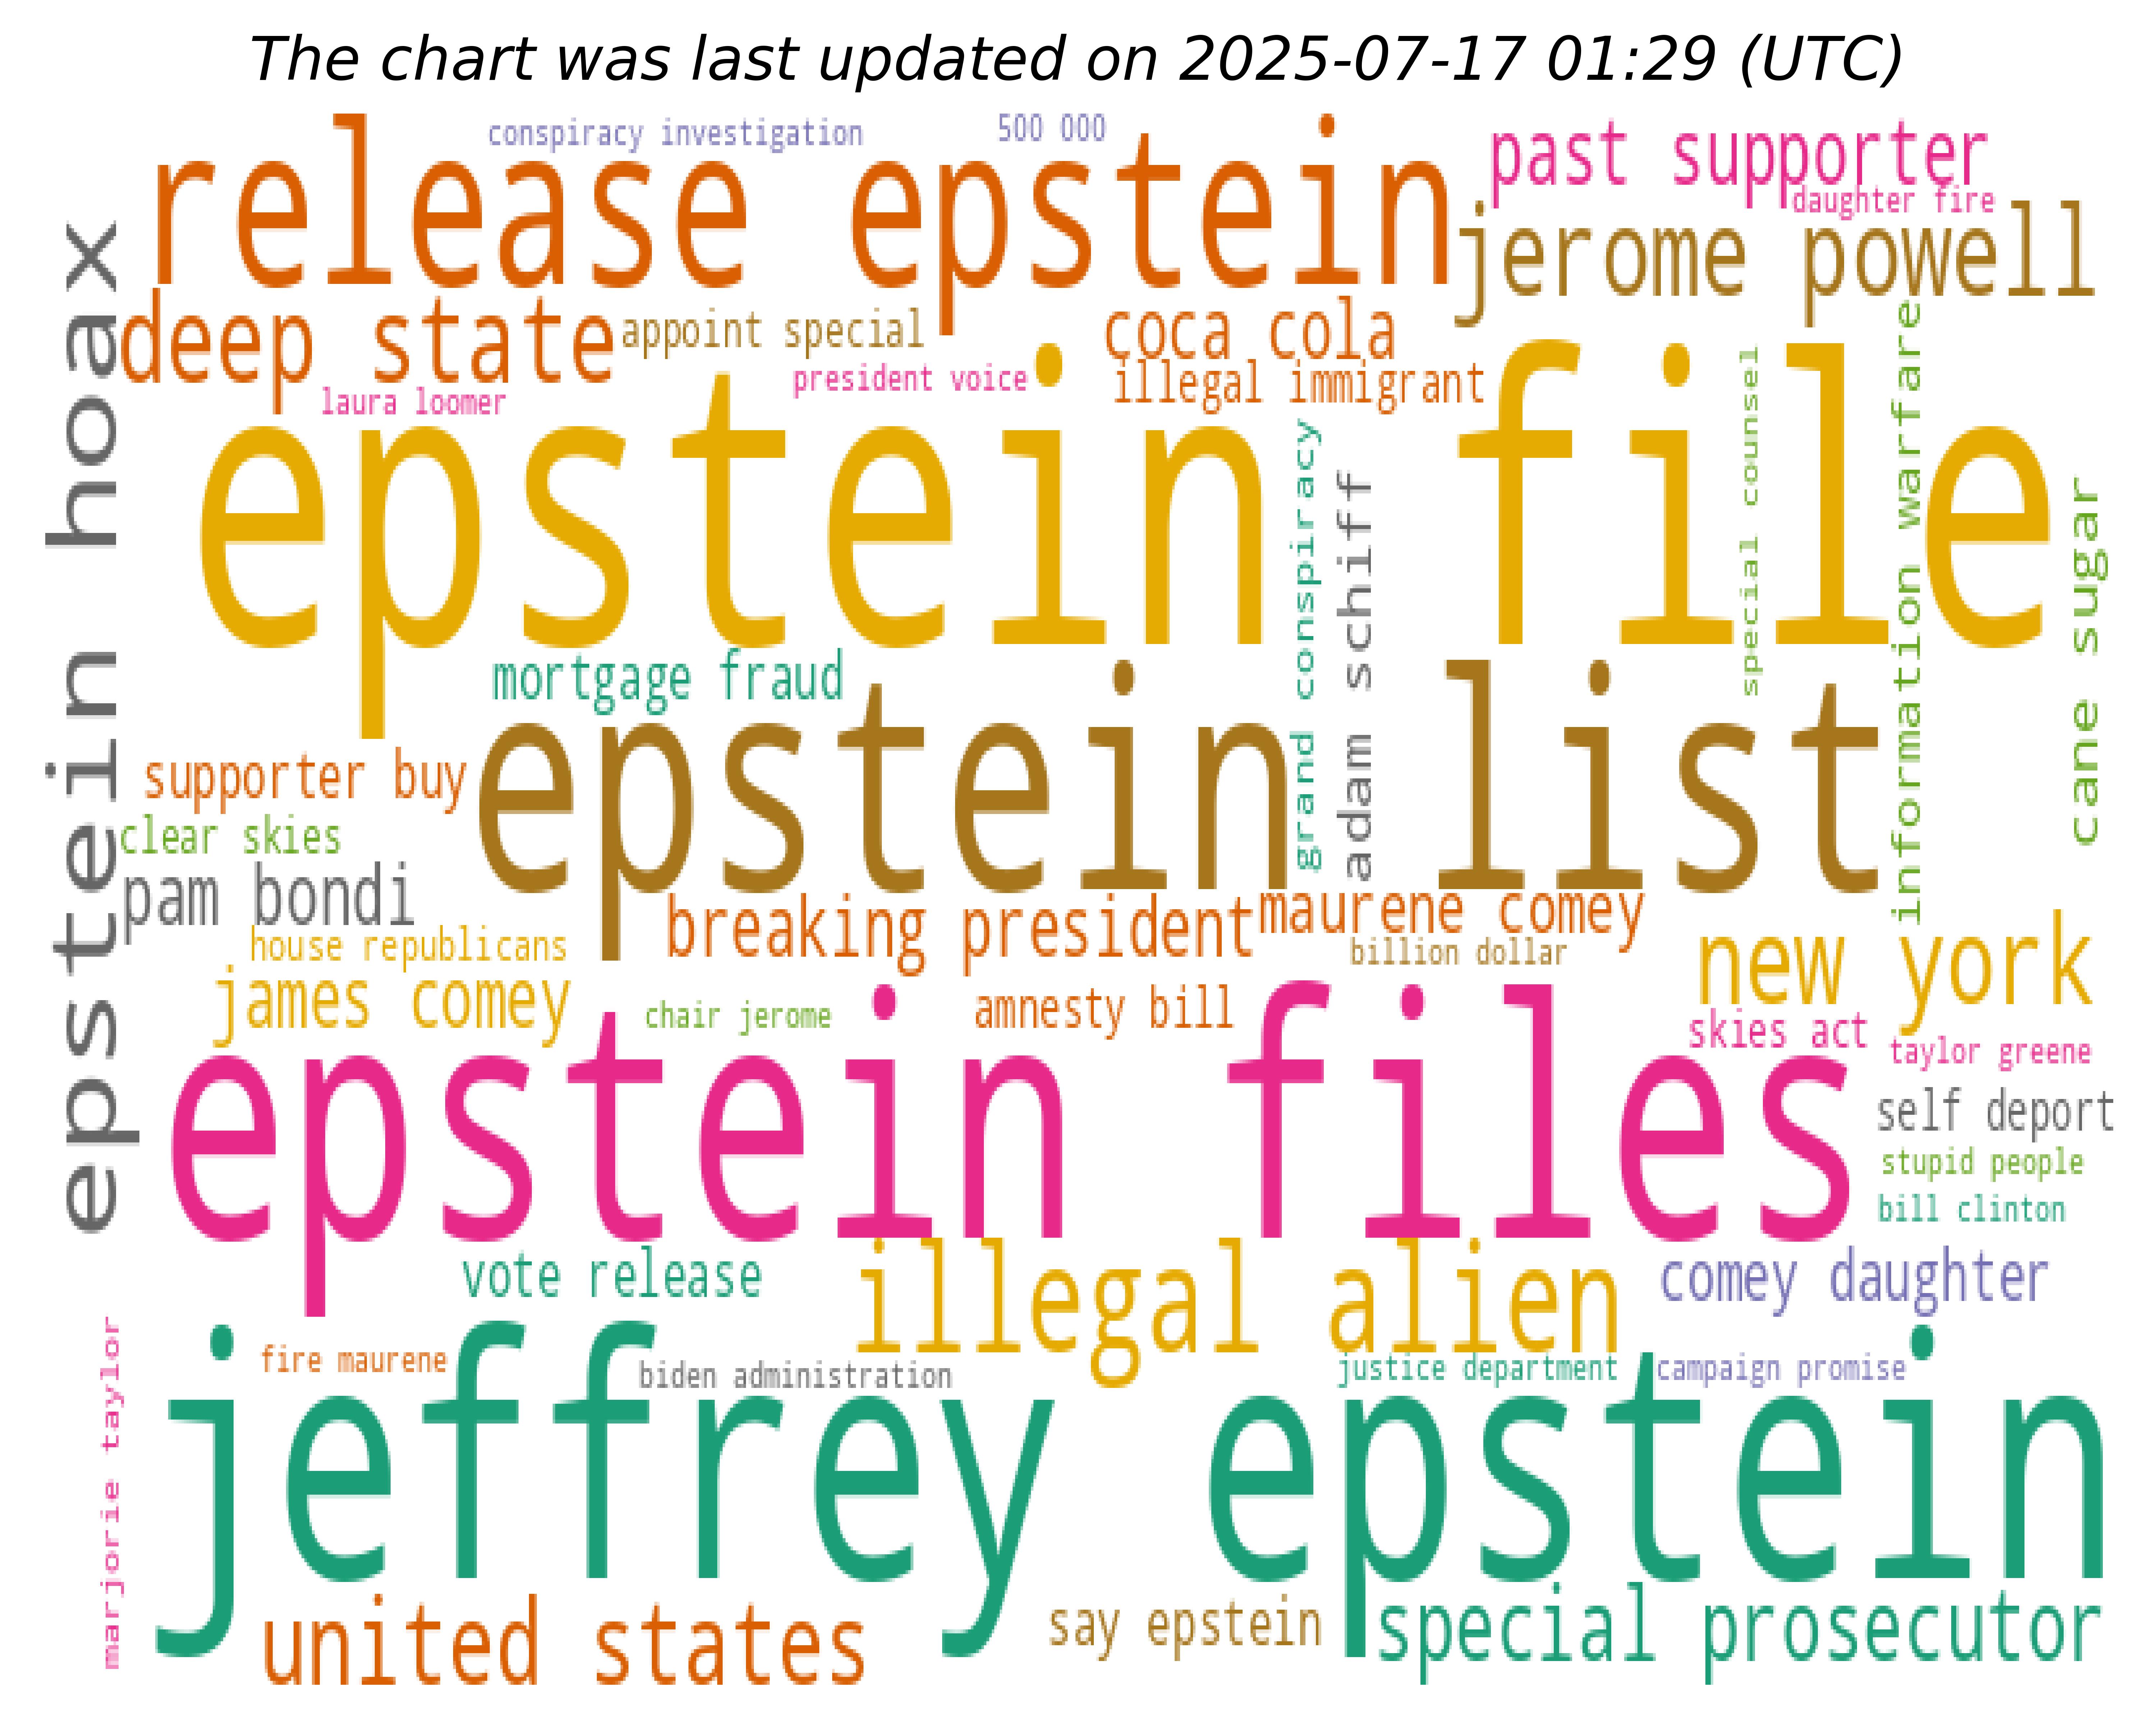 The chart was last updated on 2025-07-17 01:29 (UTC)
conspiracy investigation
500 000
past supporter
release epstein
daughter fire
jerome powell
epstein hoax
deep state
appoint special
coca cola
president voice
illegal immigrant
laura loomer
epstein file
grand conspiracy
adam schiff
special counsel
information warfare
cane sugar
mortgage fraud
epstein list
supporter buy
clear skies
pam bondi
breaking president
maurene comey
house republicans
billion dollar
new york
james comey
chair jerome
amnesty bill
skies act
taylor greene
epstein files
self deport
stupid people
bill clinton
vote release
illegal alien
comey daughter
marjorie taylor
fire maurene
biden administration
justice department
campaign promise
jeffrey epstein
united states
say epstein
special prosecutor